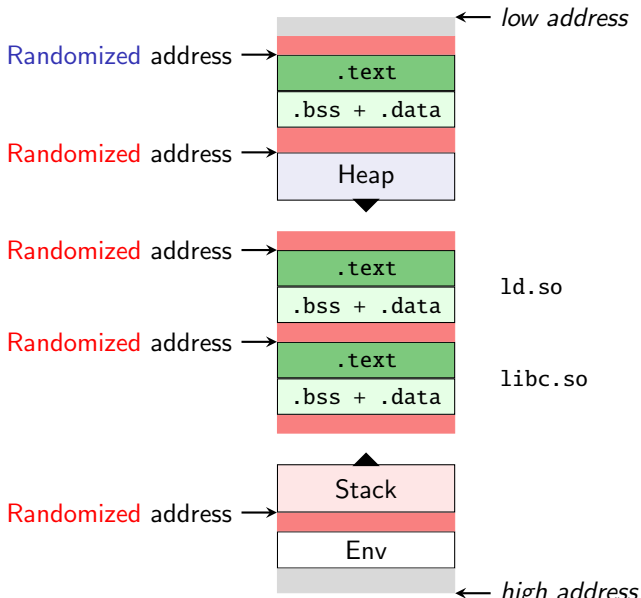 low address
Randomized address
.text
.bss + .data
Randomized address
Heap
Randomized address
.text
ld.so
.bss + .data
Randomized address
.text
libc.so
.bss + .data
Stack
Randomized address
Env
high address